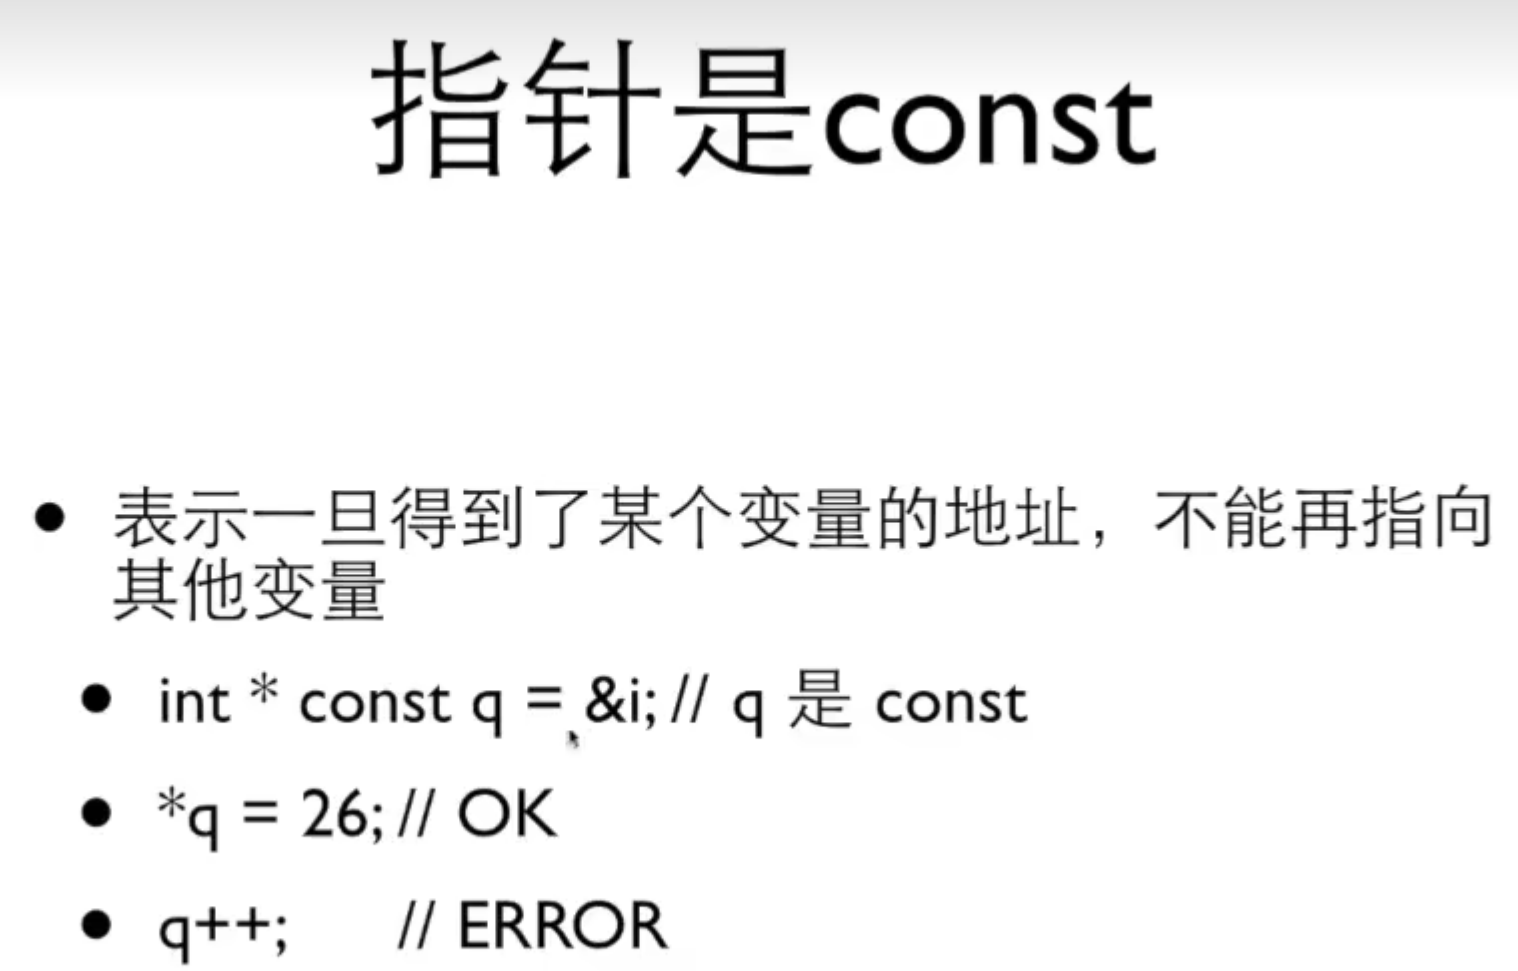 指针是const
● 表示一旦得到了某个变量的地址，不能再指向
其他变量
● int * const q = &i; // q 是 const
● *q = 26; // OK
● q++; // ERROR